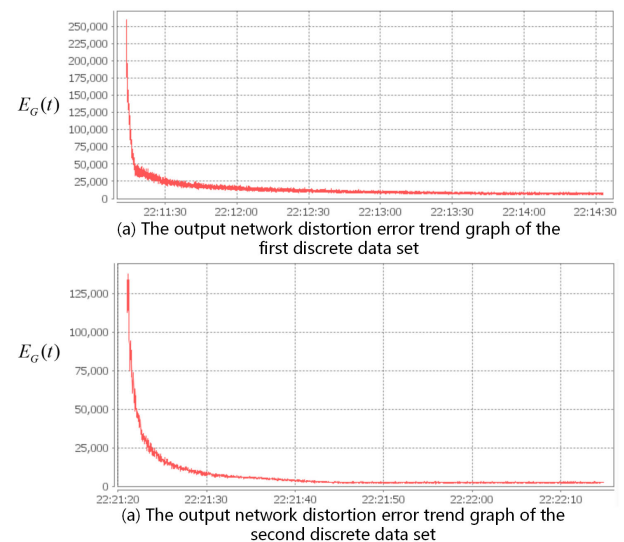 250,000
225,000
200,000
175,000
150,000
125,000
100,000
75,000
50,000
25,000
0
E_G(t)
22:11:30 22:12:00 22:12:30 22:13:00 22:13:30 22:14:00 22:14:30
(a) The output network distortion error trend graph of the
first discrete data set
125,000
100,000
75,000
50,000
25,000
0
E_G(t)
22:21:20 22:21:30 22:21:40 22:21:50 22:22:00 22:22:10
(a) The output network distortion error trend graph of the
second discrete data set